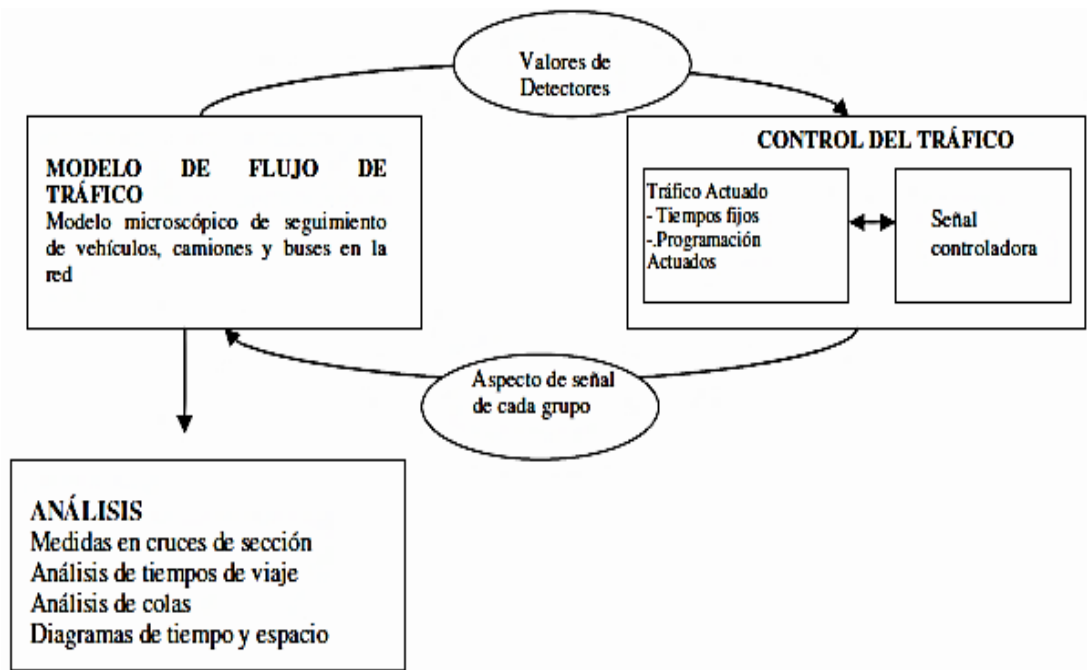 Valores de
Detectores
MODELO DE FLUJO DE
TRÁFICO
Modelo microscópico de seguimiento
de vehículos, camiones y buses en la
red
CONTROL DEL TRÁFICO
Tráfico Actuado
- Tiempos fijos
-.Programación
Actuados
Señal
controladora
Aspecto de señal
de cada grupo
ANÁLISIS
Medidas en cruces de sección
Análisis de tiempos de viaje
Análisis de colas
Diagramas de tiempo y espacio